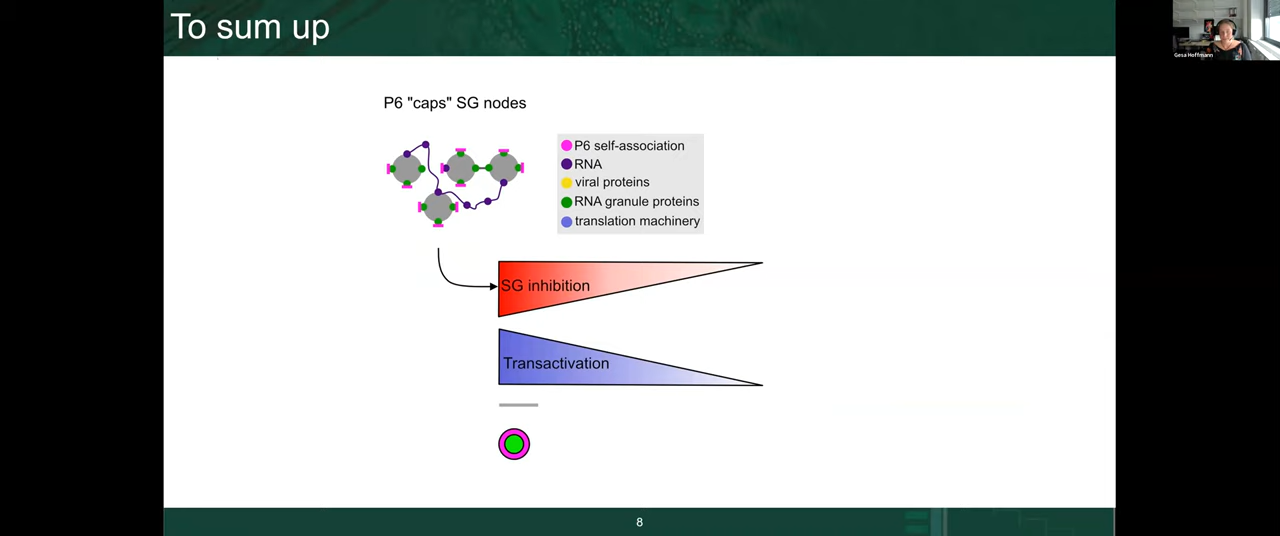 To sum up
Gesa Hoffmann
P6 "caps" SG nodes
P6 self-association
RNA
viral proteins
RNA granule proteins
translation machinery
SG inhibition
Transactivation
8